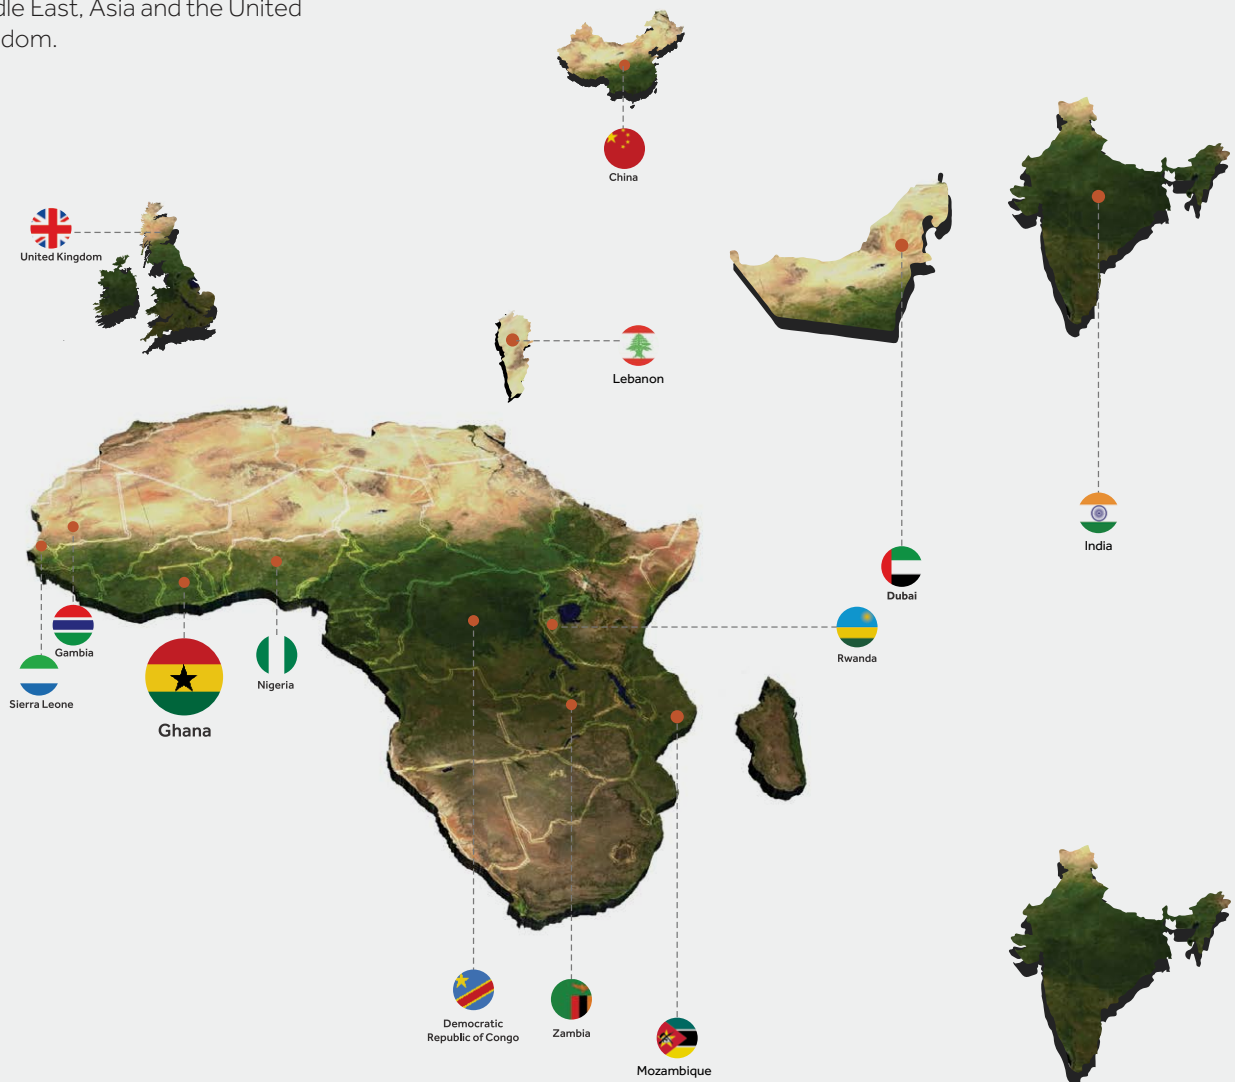 dle East, Asia and the United
dom.
China
United Kingdom
Lebanon
India
Dubai
Gambia
Rwanda
Nigeria
Sierra Leone
Ghana
Democratic
Republic of Congo
Zambia
Mozambique